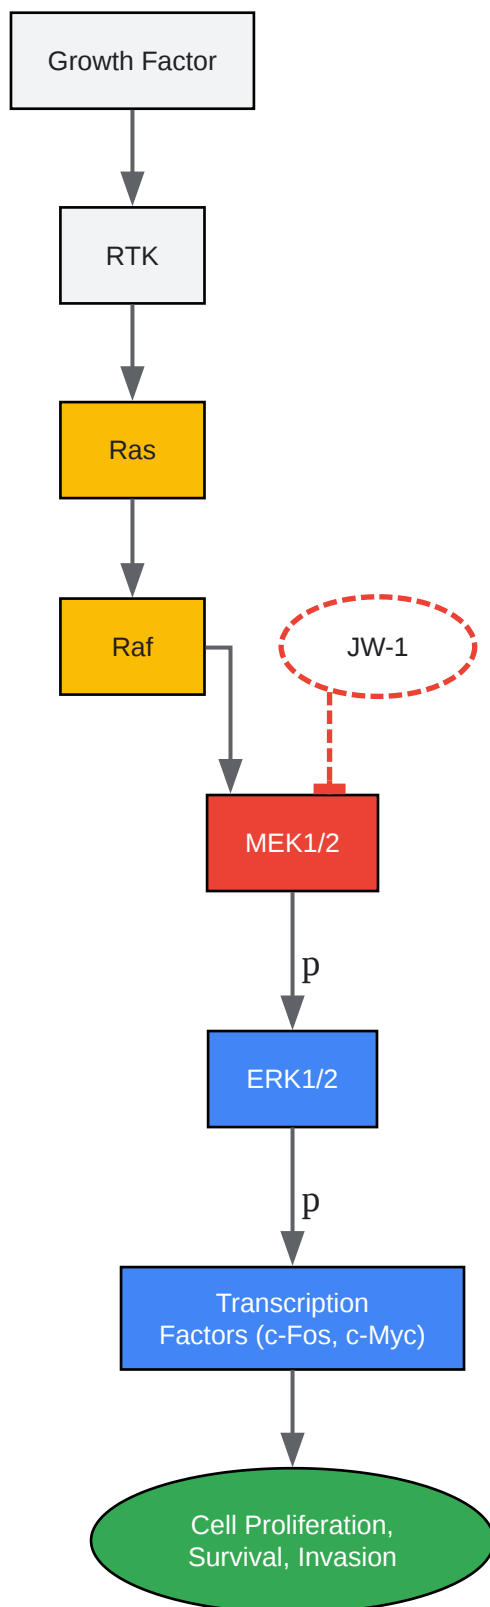 Growth Factor
RTK
Ras
Raf
JW-1
MEK1/2
p
ERK1/2
p
Transcription
Factors (c-Fos, c-Myc)
Cell Proliferation,
Survival, Invasion